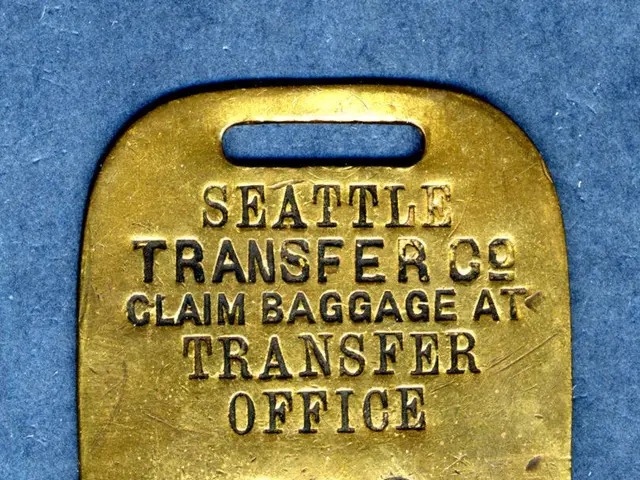 SEATTLE
TRANSFER Co
CLAIM BAGGAGE AT
TRANSFER
OFFICE